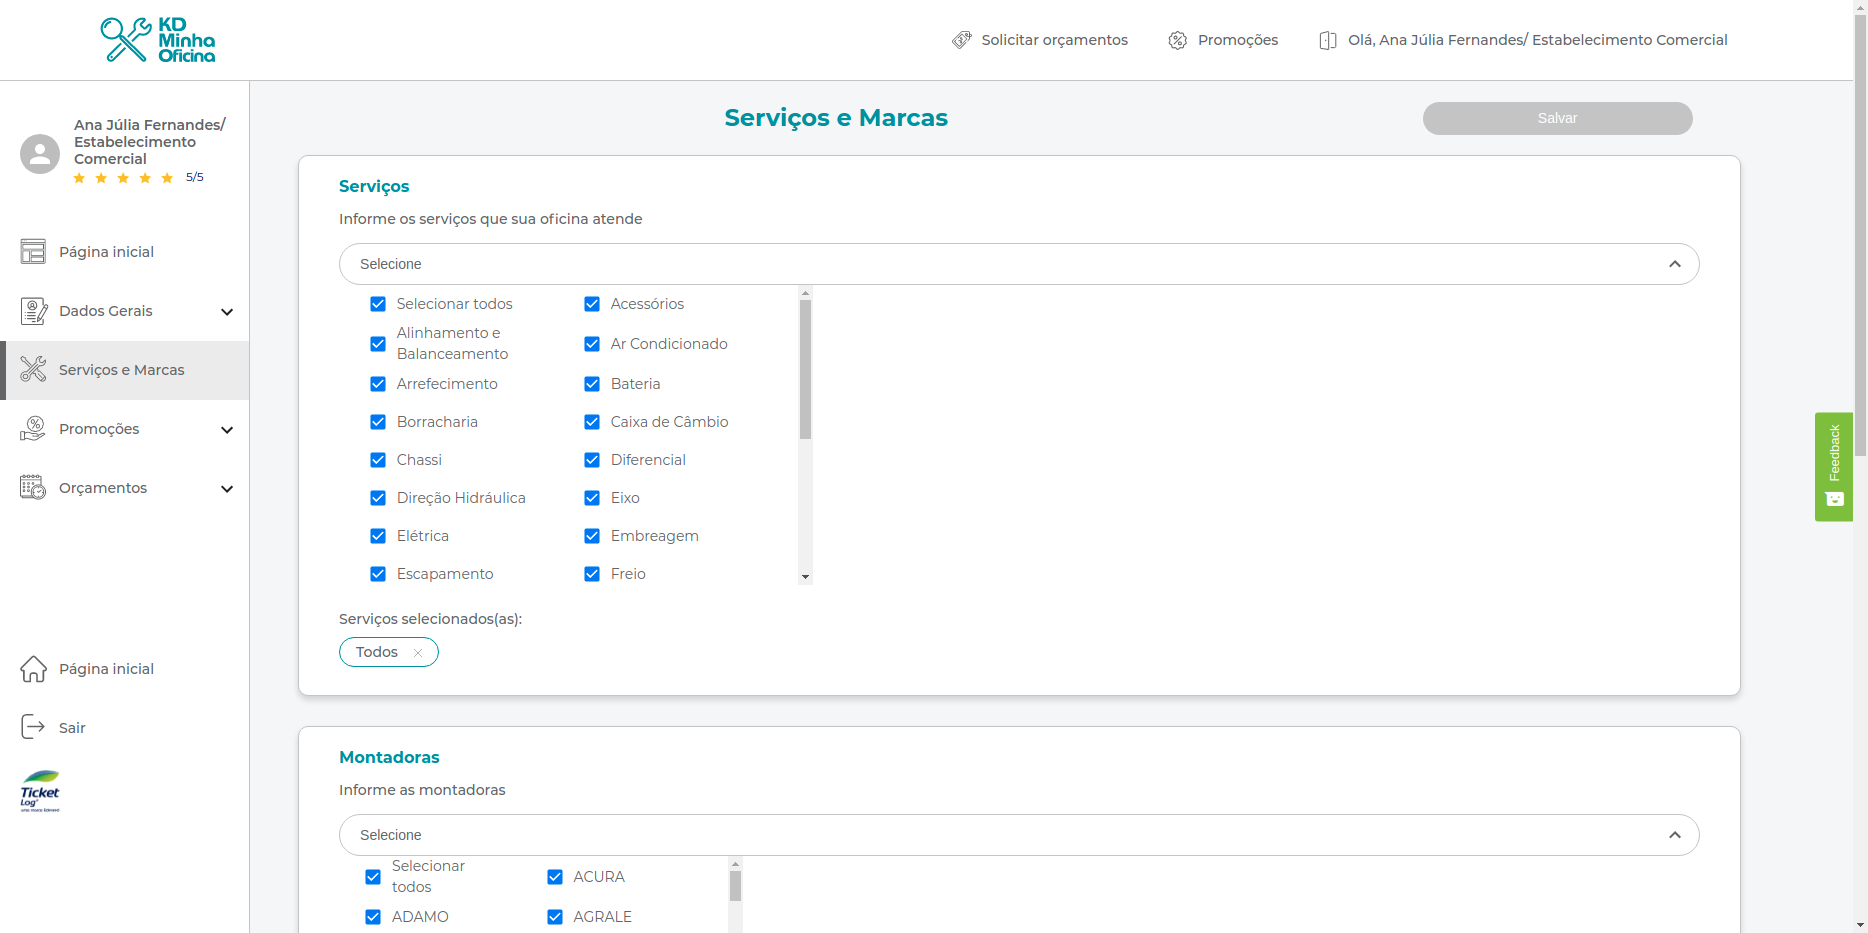 KD
Minha
Oficina
Solicitar orçamentos
Promoções
Olá, Ana Júlia Fernandes/ Estabelecimento Comercial
Ana Júlia Fernandes/
Estabelecimento
Comercial
5/5
Página inicial
Dados Gerais
Serviços e Marcas
Promoções
Orçamentos
Página inicial
Sair
Ticket
Log
Serviços e Marcas
Salvar
Serviços
Informe os serviços que sua oficina atende
Selecione
Selecionar todos
Acessórios
Alinhamento e
Balanceamento
Ar Condicionado
Arrefecimento
Bateria
Borracharia
Caixa de Câmbio
Chassi
Diferencial
Direção Hidráulica
Eixo
Elétrica
Embreagem
Escapamento
Freio
Serviços selecionados(as):
Todos
Montadoras
Informe as montadoras
Selecione
Selecionar
todos
ACURA
ADAMO
AGRALE
Feedback